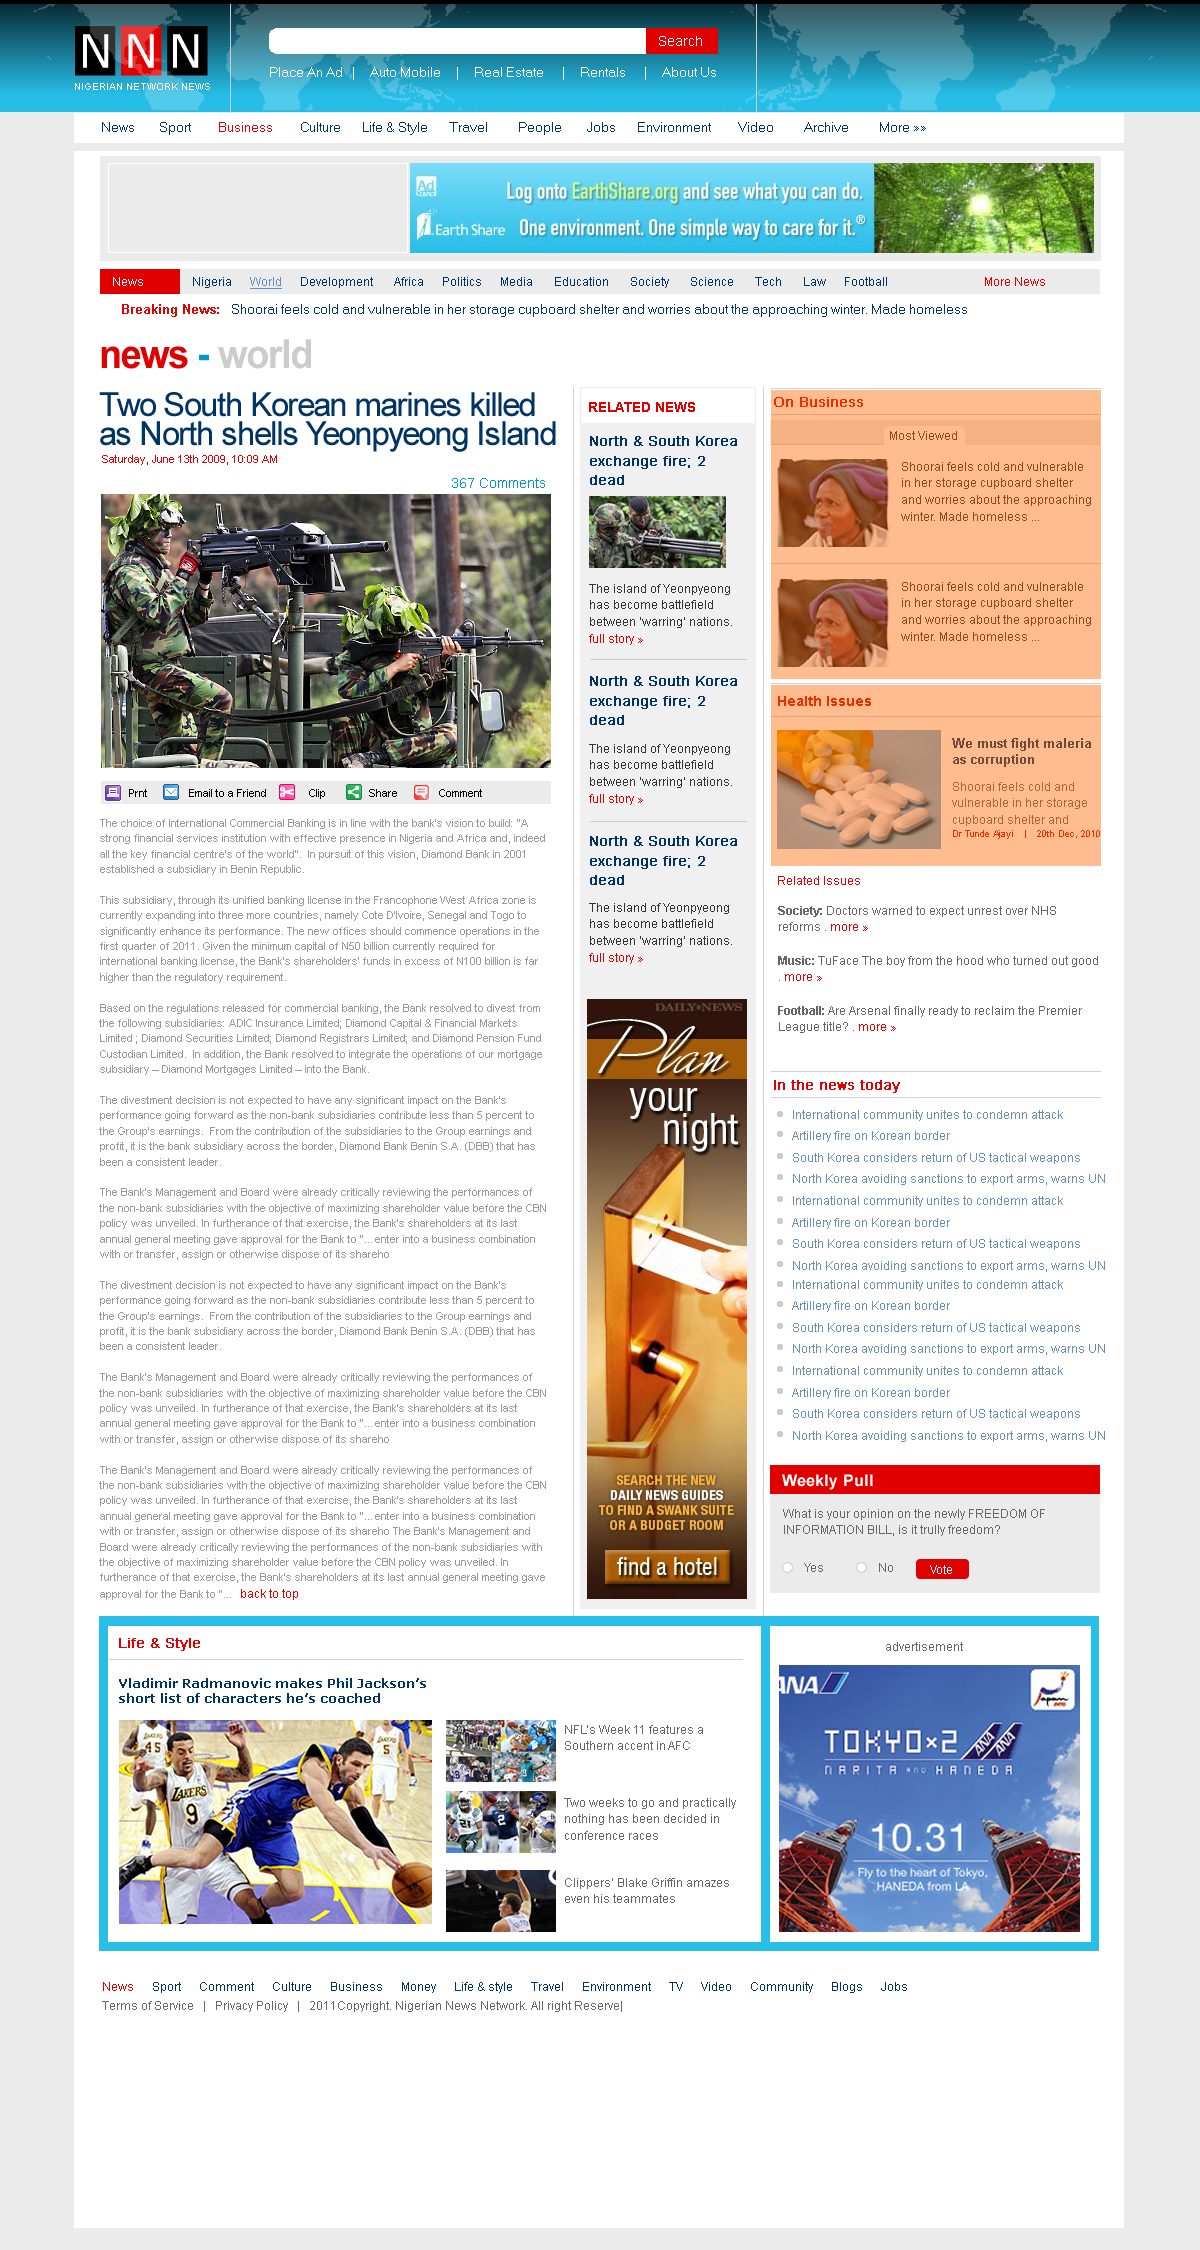 NNN
NIGERIAN NETWORK NEWS
Search
Place An Ad | Auto Mobile | Real Estate | Rentals | About Us
News Sport Business Culture Life & Style Travel People Jobs Environment Video Archive More »
Ad Council
Earth Share
Log onto EarthShare.org and see what you can do.
One environment. One simple way to care for it.®
News Nigeria World Development Africa Politics Media Education Society Science Tech Law Football More News
Breaking News: Shoorai feels cold and vulnerable in her storage cupboard shelter and worries about the approaching winter. Made homeless
news - world
Two South Korean marines killed
as North shells Yeonpyeong Island
Saturday, June 13th 2009, 10:09 AM
367 Comments
Prnt Email to a Friend Clip Share Comment
The choice of International Commercial Banking is in line with the bank's vision to build: "A
strong financial services institution with effective presence in Nigeria and Africa and, indeed
all the key financial centre's of the world". In pursuit of this vision, Diamond Bank in 2001
established a subsidiary in Benin Republic.
This subsidiary, through its unified banking license in the Francophone West Africa zone is
currently expanding into three more countries, namely Cote D'Ivoire, Senegal and Togo to
significantly enhance its performance. The new offices should commence operations in the
first quarter of 2011. Given the minimum capital of N50 billion currently required for
international banking license, the Bank's shareholders' funds in excess of N100 billion is far
higher than the regulatory requirement.
Based on the regulations released for commercial banking, the Bank resolved to divest from
the following subsidiaries: ADIC Insurance Limited; Diamond Capital & Financial Markets
Limited ; Diamond Securities Limited; Diamond Registrars Limited; and Diamond Pension Fund
Custodian Limited. In addition, the Bank resolved to integrate the operations of our mortgage
subsidiary – Diamond Mortgages Limited – into the Bank.
The divestment decision is not expected to have any significant impact on the Bank's
performance going forward as the non-bank subsidiaries contribute less than 5 percent to
the Group's earnings. From the contribution of the subsidiaries to the Group earnings and
profit, it is the bank subsidiary across the border, Diamond Bank Benin S.A. (DBB) that has
been a consistent leader.
The Bank's Management and Board were already critically reviewing the performances of
the non-bank subsidiaries with the objective of maximizing shareholder value before the CBN
policy was unveiled. In furtherance of that exercise, the Bank's shareholders at its last
annual general meeting gave approval for the Bank to "... enter into a business combination
with or transfer, assign or otherwise dispose of its shareho
The divestment decision is not expected to have any significant impact on the Bank's
performance going forward as the non-bank subsidiaries contribute less than 5 percent to
the Group's earnings. From the contribution of the subsidiaries to the Group earnings and
profit, it is the bank subsidiary across the border, Diamond Bank Benin S.A. (DBB) that has
been a consistent leader.
The Bank's Management and Board were already critically reviewing the performances of
the non-bank subsidiaries with the objective of maximizing shareholder value before the CBN
policy was unveiled. In furtherance of that exercise, the Bank's shareholders at its last
annual general meeting gave approval for the Bank to "... enter into a business combination
with or transfer, assign or otherwise dispose of its shareho
The Bank's Management and Board were already critically reviewing the performances of
the non-bank subsidiaries with the objective of maximizing shareholder value before the CBN
policy was unveiled. In furtherance of that exercise, the Bank's shareholders at its last
annual general meeting gave approval for the Bank to "... enter into a business combination
with or transfer, assign or otherwise dispose of its shareho The Bank's Management and
Board were already critically reviewing the performances of the non-bank subsidiaries with
the objective of maximizing shareholder value before the CBN policy was unveiled. In
furtherance of that exercise, the Bank's shareholders at its last annual general meeting gave
approval for the Bank to "... back to top
RELATED NEWS
North & South Korea
exchange fire; 2
dead
The island of Yeonpyeong
has become battlefield
between 'warring' nations.
full story »
North & South Korea
exchange fire; 2
dead
The island of Yeonpyeong
has become battlefield
between 'warring' nations.
full story »
North & South Korea
exchange fire; 2
dead
The island of Yeonpyeong
has become battlefield
between 'warring' nations.
full story »
DAILY NEWS
Plan
your
night
SEARCH THE NEW
DAILY NEWS GUIDES
TO FIND A SWANK SUITE
OR A BUDGET ROOM
find a hotel
On Business
Most Viewed
Shoorai feels cold and vulnerable
in her storage cupboard shelter
and worries about the approaching
winter. Made homeless ...
Shoorai feels cold and vulnerable
in her storage cupboard shelter
and worries about the approaching
winter. Made homeless ...
Health Issues
We must fight maleria
as corruption
Shoorai feels cold and
vulnerable in her storage
cupboard shelter and
Dr Tunde Ajayi | 20th Dec, 2010
Related Issues
Society: Doctors warned to expect unrest over NHS
reforms . more »
Music: TuFace The boy from the hood who turned out good
. more »
Football: Are Arsenal finally ready to reclaim the Premier
League title? . more »
In the news today
International community unites to condemn attack
Artillery fire on Korean border
South Korea considers return of US tactical weapons
North Korea avoiding sanctions to export arms, warns UN
International community unites to condemn attack
Artillery fire on Korean border
South Korea considers return of US tactical weapons
North Korea avoiding sanctions to export arms, warns UN
International community unites to condemn attack
Artillery fire on Korean border
South Korea considers return of US tactical weapons
North Korea avoiding sanctions to export arms, warns UN
International community unites to condemn attack
Artillery fire on Korean border
South Korea considers return of US tactical weapons
North Korea avoiding sanctions to export arms, warns UN
Weekly Pull
What is your opinion on the newly FREEDOM OF
INFORMATION BILL, is it trully freedom?
Yes No Vote
Life & Style
Vladimir Radmanovic makes Phil Jackson's
short list of characters he's coached
45
LAKERS
9
5
NFL's Week 11 features a
Southern accent in AFC
21
2
Two weeks to go and practically
nothing has been decided in
conference races
Clippers' Blake Griffin amazes
even his teammates
advertisement
ANA
Japan
TOKYO×2 ANA ANA
NARITA AND HANEDA
10.31
Fly to the heart of Tokyo,
HANEDA from LA
News Sport Comment Culture Business Money Life & style Travel Environment TV Video Community Blogs Jobs
Terms of Service | Privacy Policy | 2011Copyright. Nigerian News Network. All right Reserve|